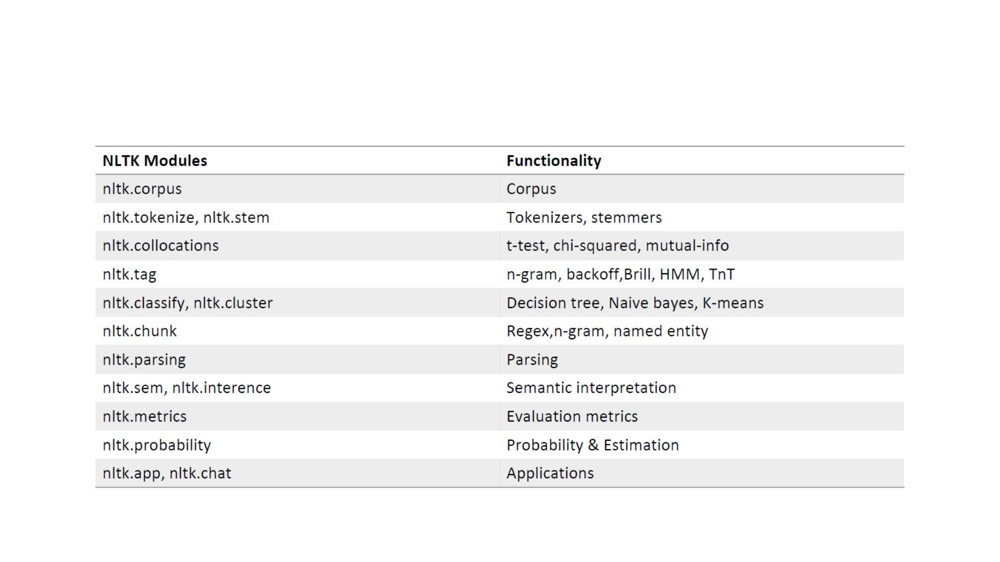 NLTK Modules Functionality
nltk.corpus Corpus
nltk.tokenize, nltk.stem Tokenizers, stemmers
nltk.collocations t-test, chi-squared, mutual-info
nltk.tag n-gram, backoff,Brill, HMM, TnT
nltk.classify, nltk.cluster Decision tree, Naive bayes, K-means
nltk.chunk Regex,n-gram, named entity
nltk.parsing Parsing
nltk.sem, nltk.interence Semantic interpretation
nltk.metrics Evaluation metrics
nltk.probability Probability & Estimation
nltk.app, nltk.chat Applications